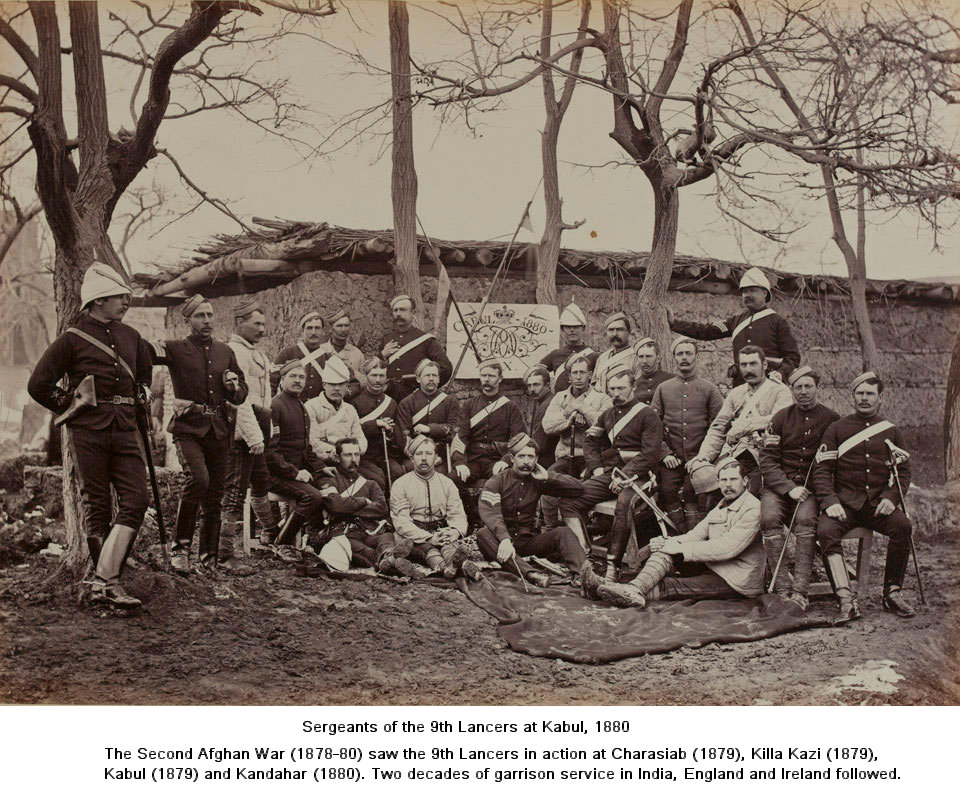 CABUL 1880
Sergeants of the 9th Lancers at Kabul, 1880
The Second Afghan War (1878-80) saw the 9th Lancers in action at Charasiab (1879), Killa Kazi (1879),
Kabul (1879) and Kandahar (1880). Two decades of garrison service in India, England and Ireland followed.